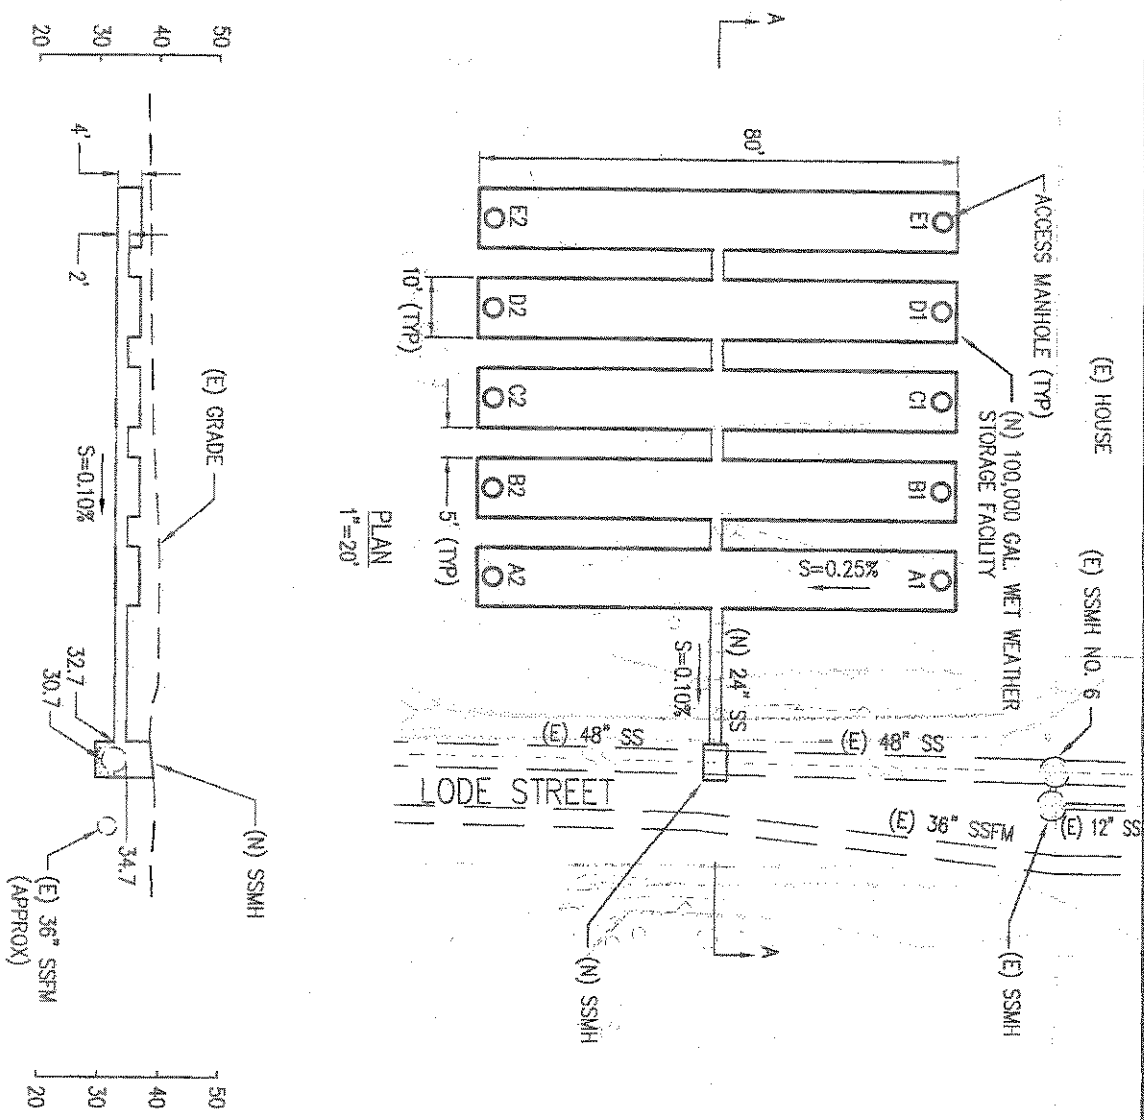 A
A
80'
ACCESS MANHOLE (TYP)
(E) HOUSE
(N) 100,000 GAL. WET WEATHER
STORAGE FACILITY
(E) SSMH NO. 6
E1
D1
C1
B1
A1
E2
D2
C2
B2
A2
10' (TYP)
5' (TYP)
S=0.25%
PLAN
1"=20'
(N) 24" SS
S=0.10%
(E) 48" SS
(E) 48" SS
LODE STREET
(E) 36" SSFM
(E) 12" SS
(N) SSMH
(E) SSMH
50
40
30
20
4'
2'
(E) GRADE
S=0.10%
32.7
30.7
34.7
(N) SSMH
(E) 36" SSFM
(APPROX)
50
40
30
20